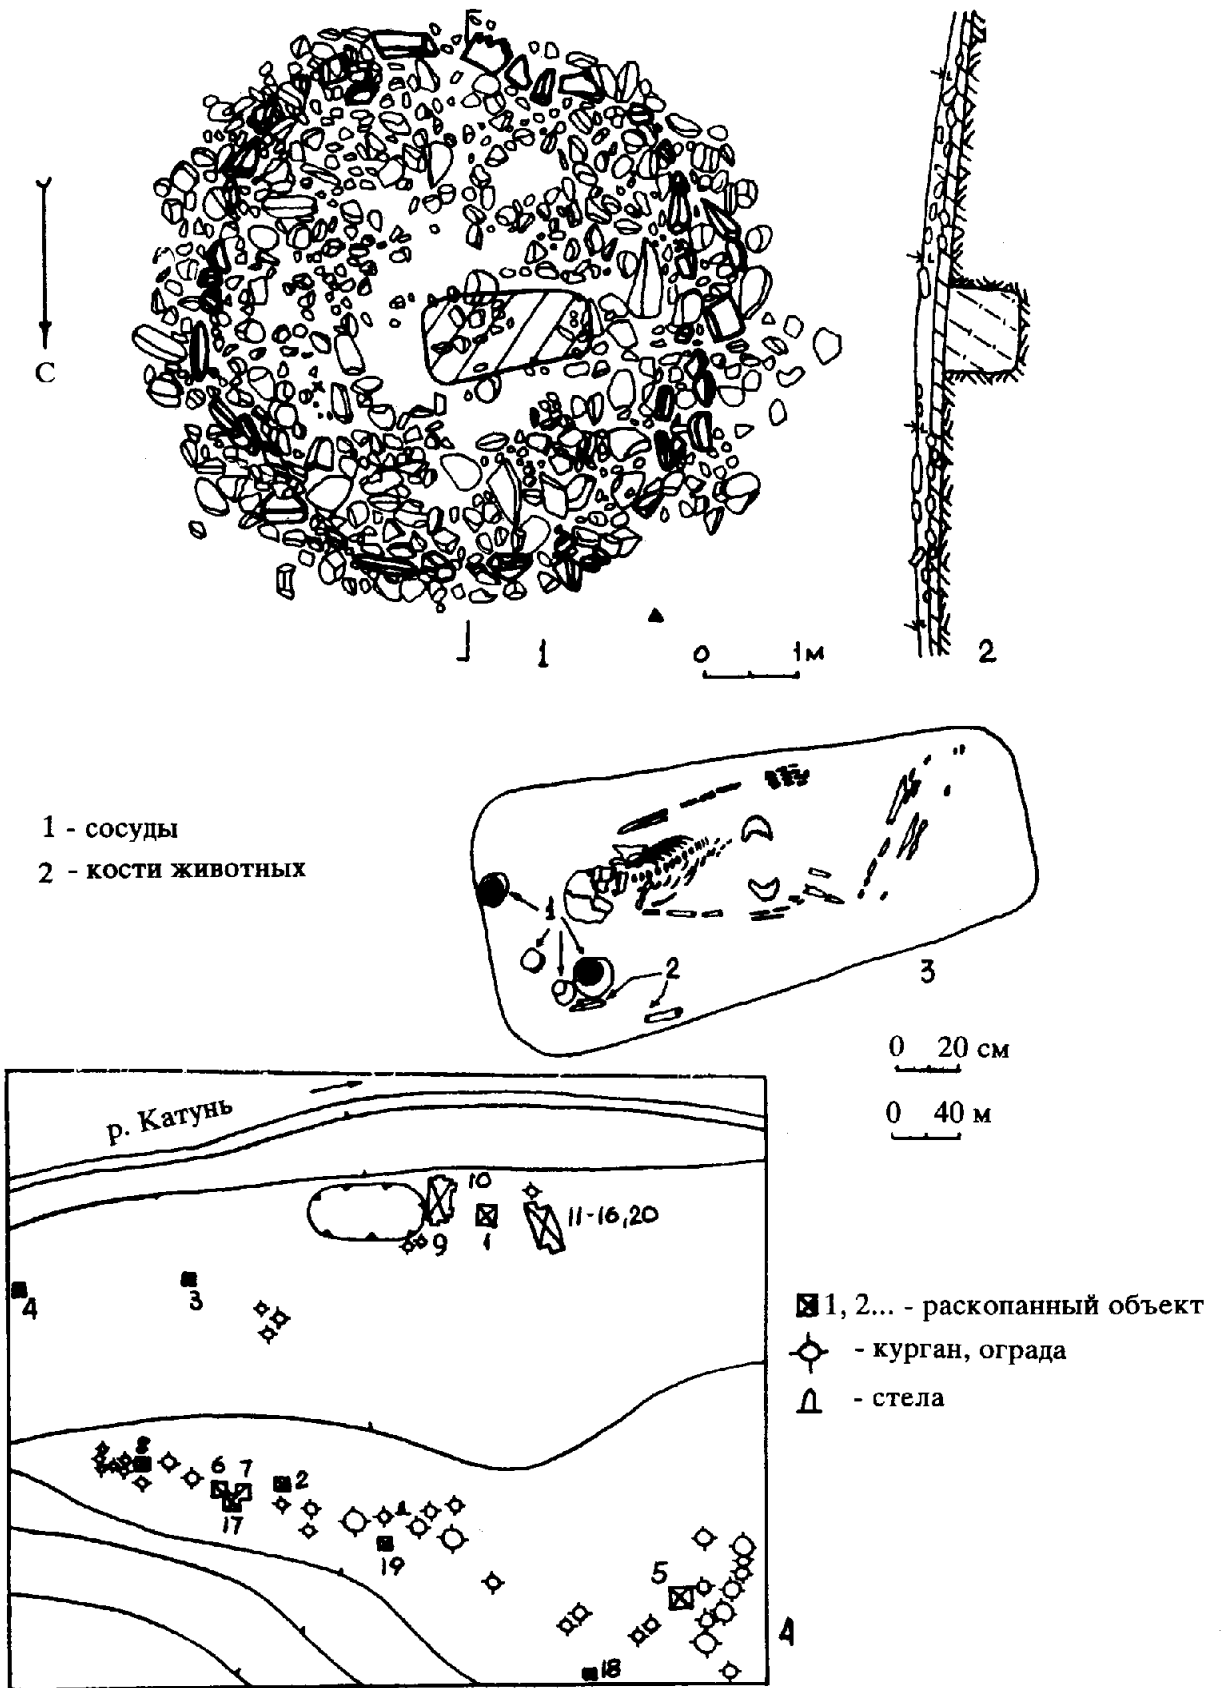 С
1
0 1м
2
1 - сосуды
2 - кости животных
1
2
3
0 20 см
0 40 м
р. Катунь
10
11-16,20
9
1
4
3
1, 2... - раскопанный объект
- курган, ограда
- стела
8
6 7
2
17
19
5
4
18